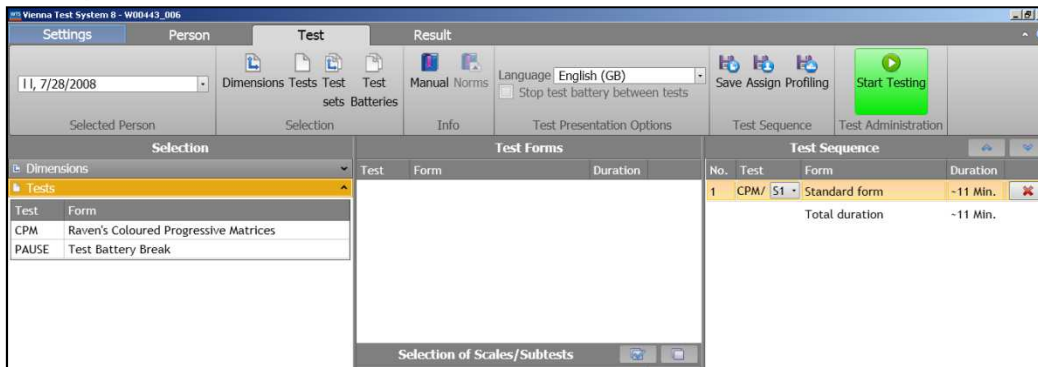 Vienna Test System 8 - W00443_006
Settings Person Test Result
I I, 7/28/2008
Selected Person
Dimensions Tests Test sets Test Batteries
Selection
Manual Norms
Info
Language English (GB)
Stop test battery between tests
Test Presentation Options
Save Assign Profiling
Test Sequence
Start Testing
Test Administration
Selection
Dimensions
Tests
Test Form
CPM Raven's Coloured Progressive Matrices
PAUSE Test Battery Break
Test Forms
Test Form Duration
Selection of Scales/Subtests
Test Sequence
No. Test Form Duration
1 CPM/ S1 Standard form ~11 Min.
Total duration ~11 Min.